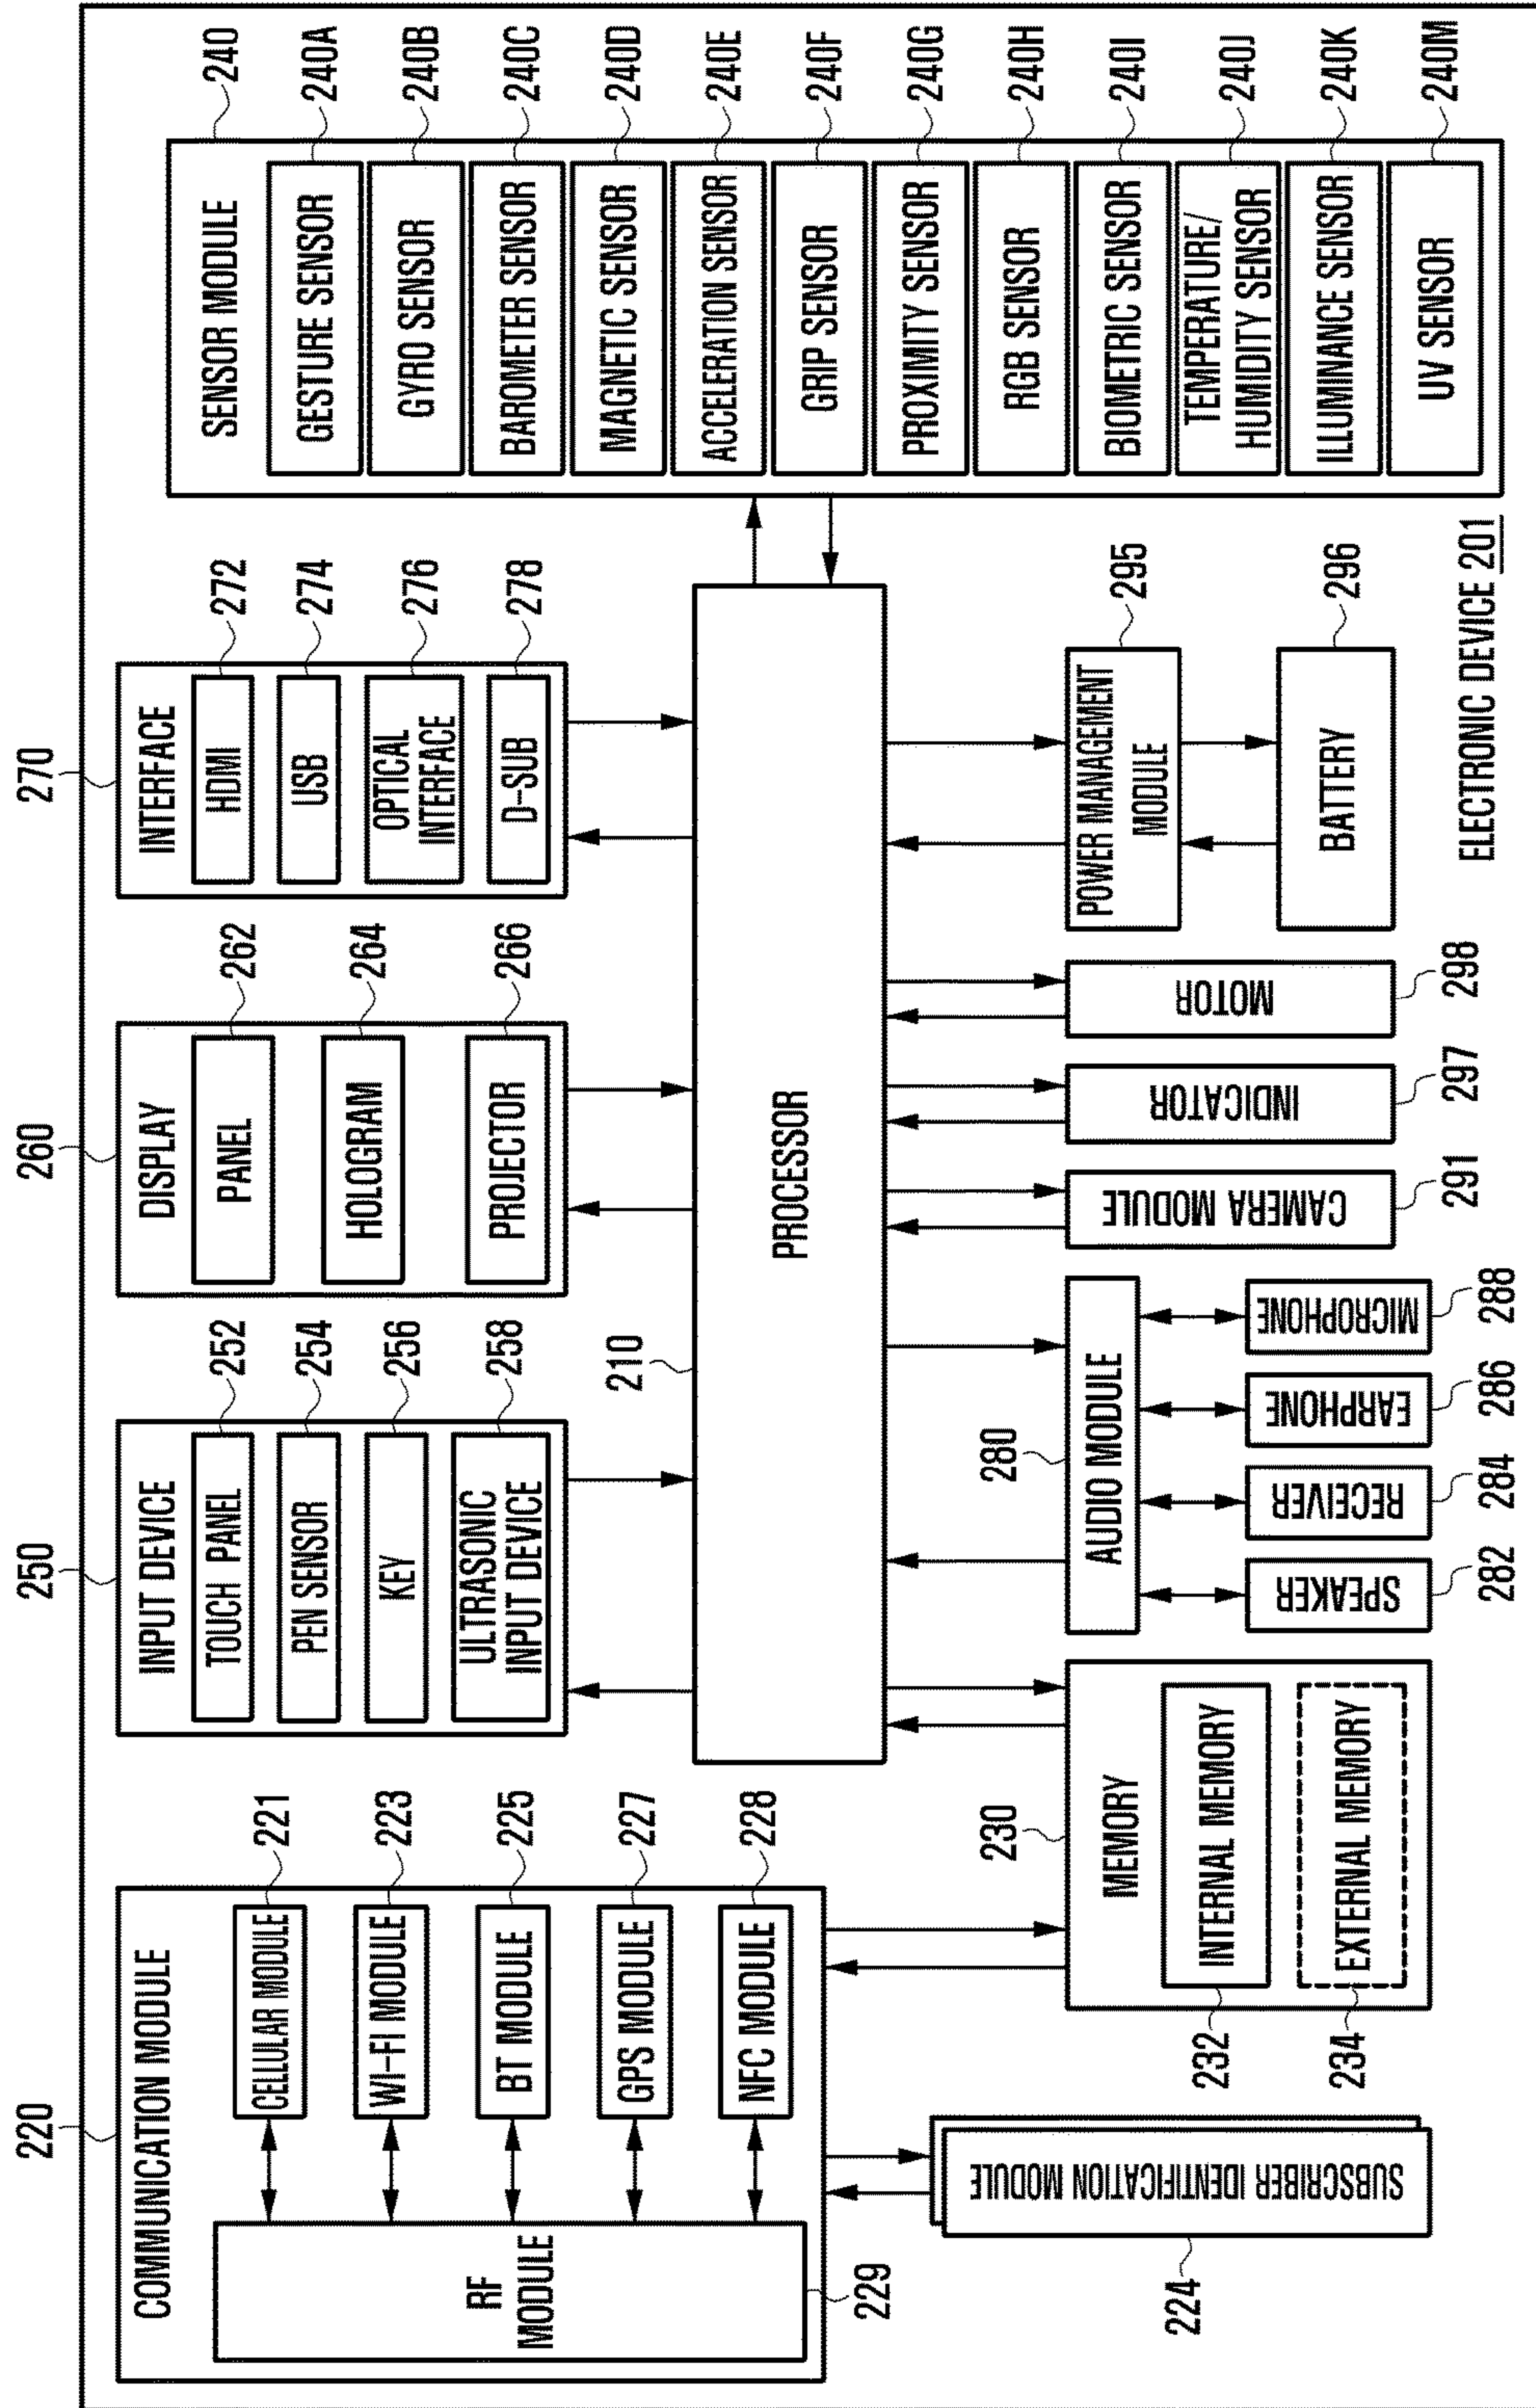 ELECTRONIC DEVICE 201
220
COMMUNICATION MODULE
CELLULAR MODULE
221
WI-FI MODULE
223
BT MODULE
225
GPS MODULE
227
NFC MODULE
228
RF
MODULE
229
SUBSCRIBER IDENTIFICATION MODULE
224
250
INPUT DEVICE
TOUCH PANEL
252
PEN SENSOR
254
KEY
256
ULTRASONIC
INPUT DEVICE
258
260
DISPLAY
PANEL
262
HOLOGRAM
264
PROJECTOR
266
270
INTERFACE
HDMI
272
USB
274
OPTICAL
INTERFACE
276
D-SUB
278
240
SENSOR MODULE
GESTURE SENSOR
240A
GYRO SENSOR
240B
BAROMETER SENSOR
240C
MAGNETIC SENSOR
240D
ACCELERATION SENSOR
240E
GRIP SENSOR
240F
PROXIMITY SENSOR
240G
RGB SENSOR
240H
BIOMETRIC SENSOR
240I
TEMPERATURE/
HUMIDITY SENSOR
240J
ILLUMINANCE SENSOR
240K
UV SENSOR
240M
210
PROCESSOR
230
MEMORY
INTERNAL MEMORY
232
EXTERNAL MEMORY
234
280
AUDIO MODULE
SPEAKER
282
RECEIVER
284
EARPHONE
286
MICROPHONE
288
CAMERA MODULE
291
INDICATOR
297
MOTOR
298
POWER MANAGEMENT
MODULE
295
BATTERY
296